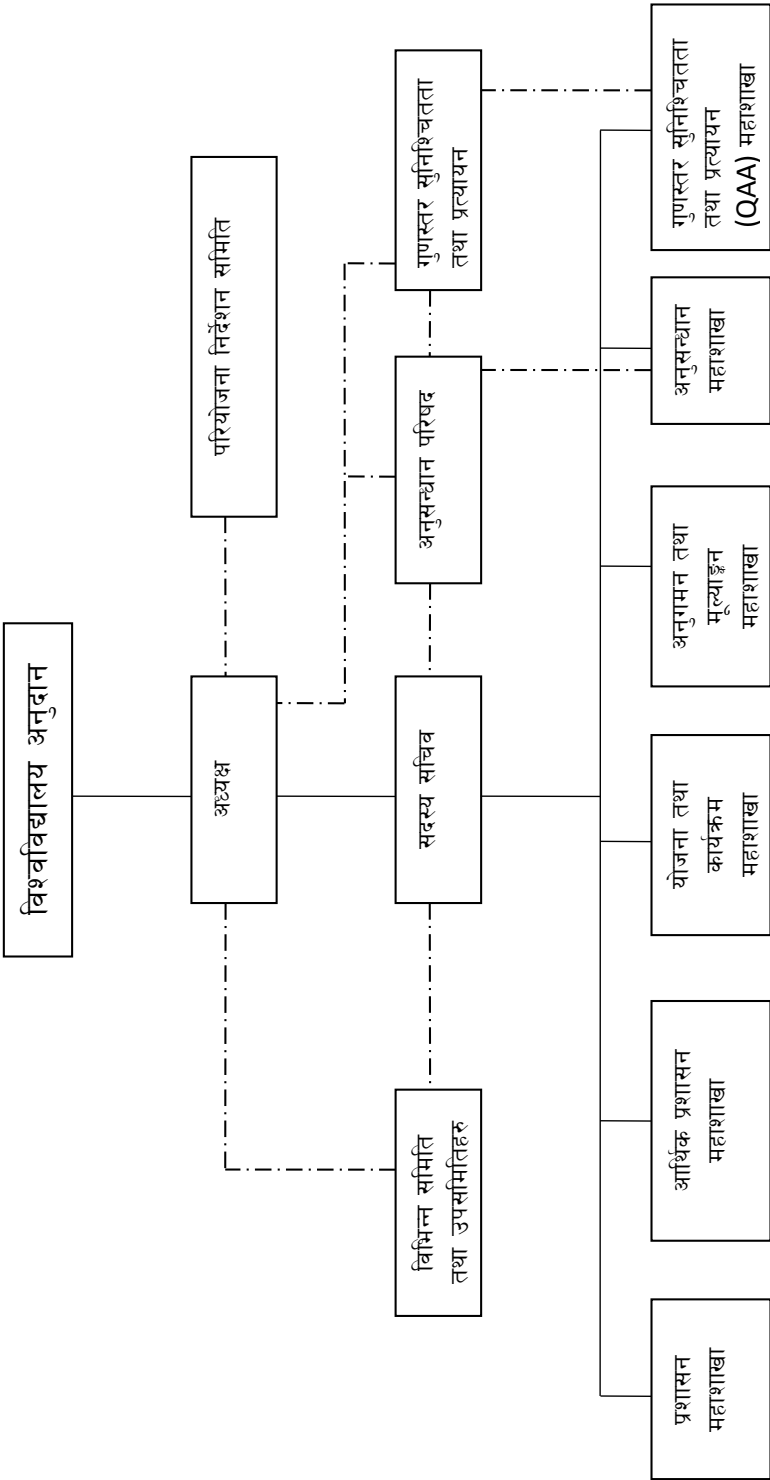 विश्वविद्यालय अनुदान
अध्यक्ष
परियोजना निर्देशन समिति
विभिन्न समिति
तथा उपसमितिहरु
सदस्य सचिव
अनुसन्धान परिषद
गुणस्तर सुनिश्चितता
तथा प्रत्यायन
प्रशासन
महाशाखा
आर्थिक प्रशासन
महाशाखा
योजना तथा
कार्यक्रम
महाशाखा
अनुगमन तथा
मूल्याङ्कन
महाशाखा
अनुसन्धान
महाशाखा
गुणस्तर सुनिश्चितता
तथा प्रत्यायन
(QAA) महाशाखा